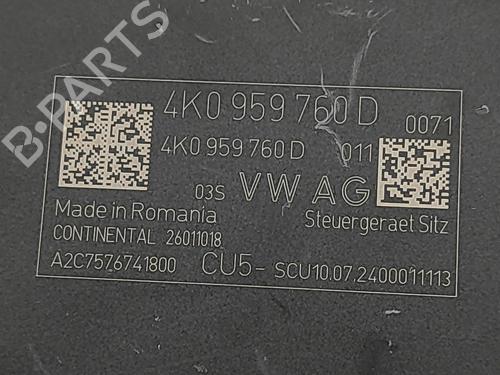 B-PARTS
4K0 959 760 D 0071
4K0 959 760 D 011
03S VW AG
Made in Romania Steuergeraet Sitz
CONTINENTAL 26011018
A2C7576741800 CU5- SCU10.07.2400011113